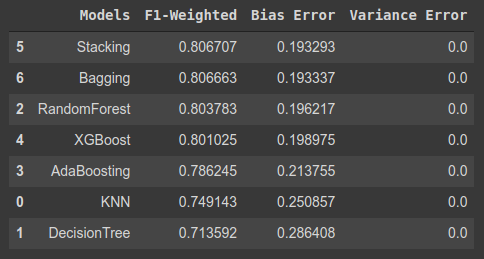 Models F1-Weighted Bias Error Variance Error
5 Stacking 0.806707 0.193293 0.0
6 Bagging 0.806663 0.193337 0.0
2 RandomForest 0.803783 0.196217 0.0
4 XGBoost 0.801025 0.198975 0.0
3 AdaBoosting 0.786245 0.213755 0.0
0 KNN 0.749143 0.250857 0.0
1 DecisionTree 0.713592 0.286408 0.0